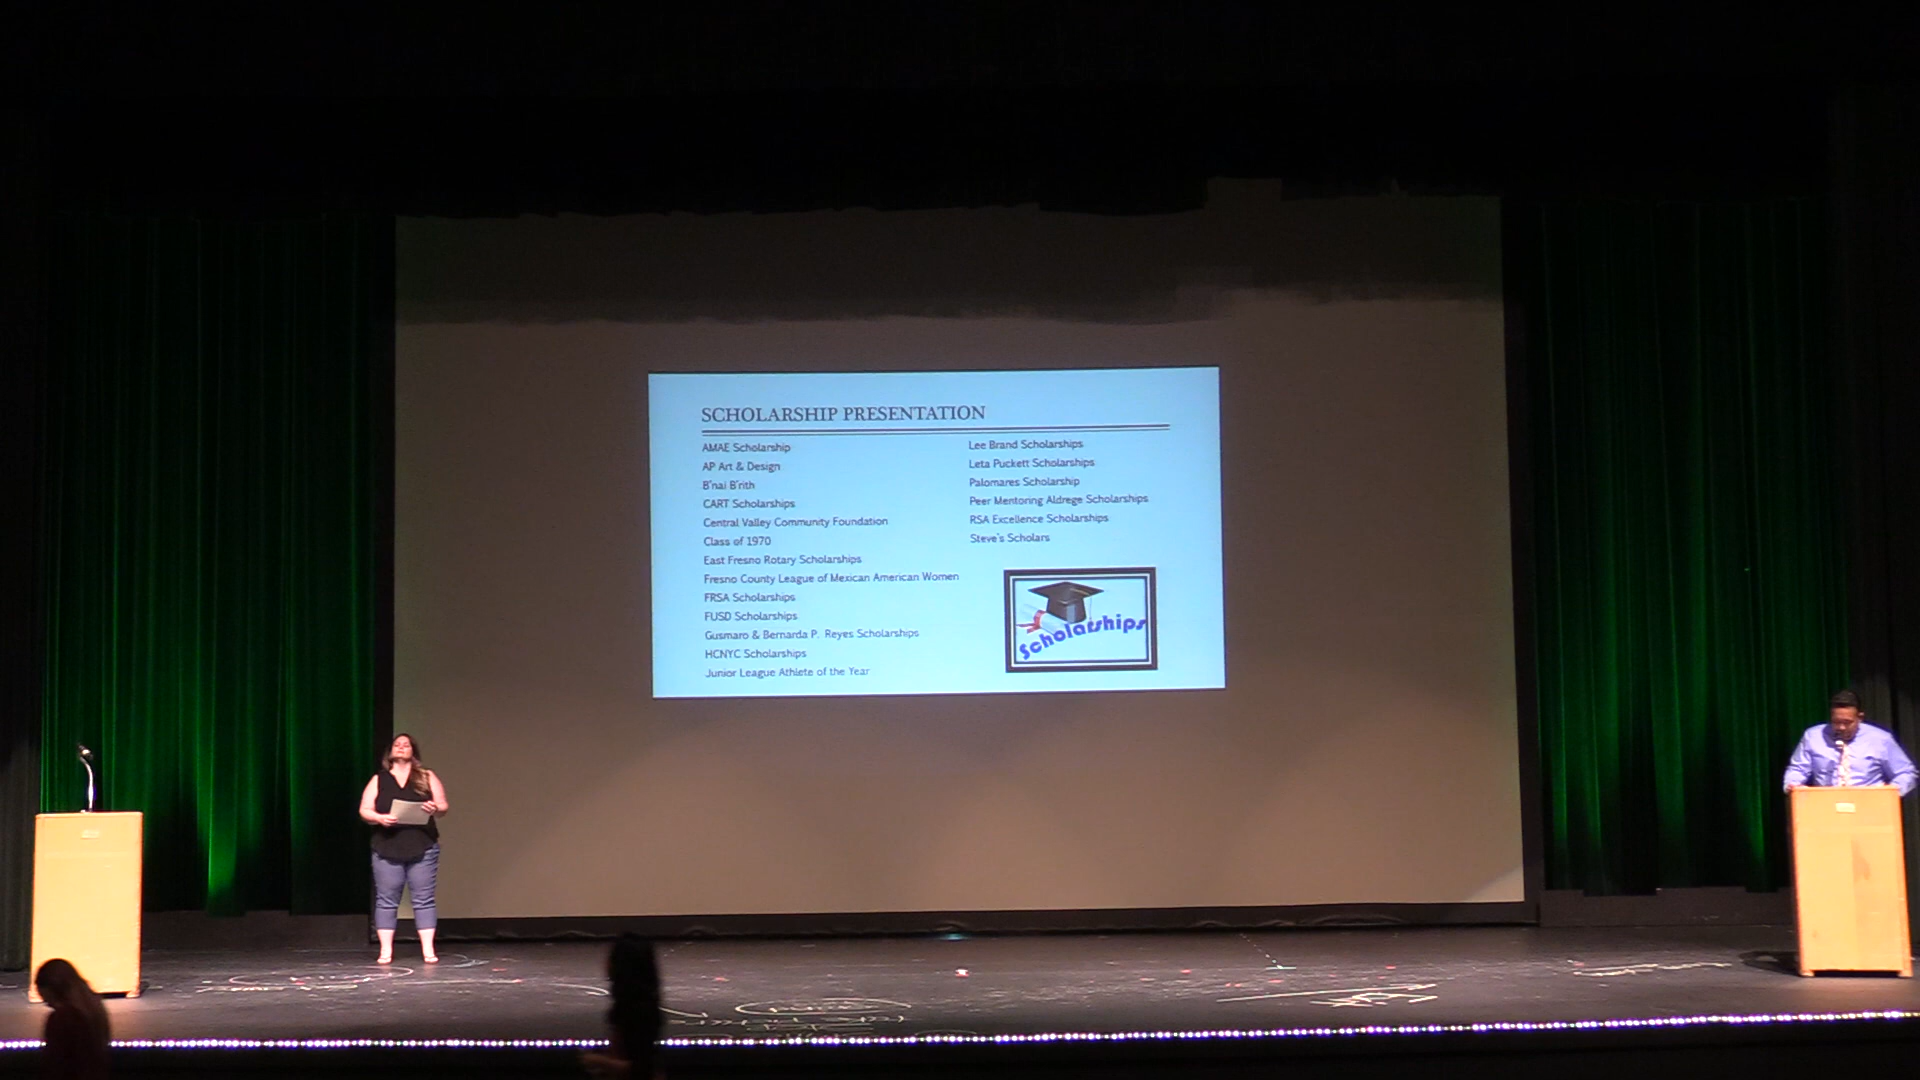 SCHOLARSHIP PRESENTATION
AMAE Scholarship
AP Art & Design
B'nai B'rith
CART Scholarships
Central Valley Community Foundation
Class of 1970
East Fresno Rotary Scholarships
Fresno County League of Mexican American Women
FRSA Scholarships
FUSD Scholarships
Gusmaro & Bernarda P. Reyes Scholarships
HCNYC Scholarships
Junior League Athlete of the Year
Lee Brand Scholarships
Leta Puckett Scholarships
Palomares Scholarship
Peer Mentoring Aldrege Scholarships
RSA Excellence Scholarships
Steve's Scholars
Scholarships